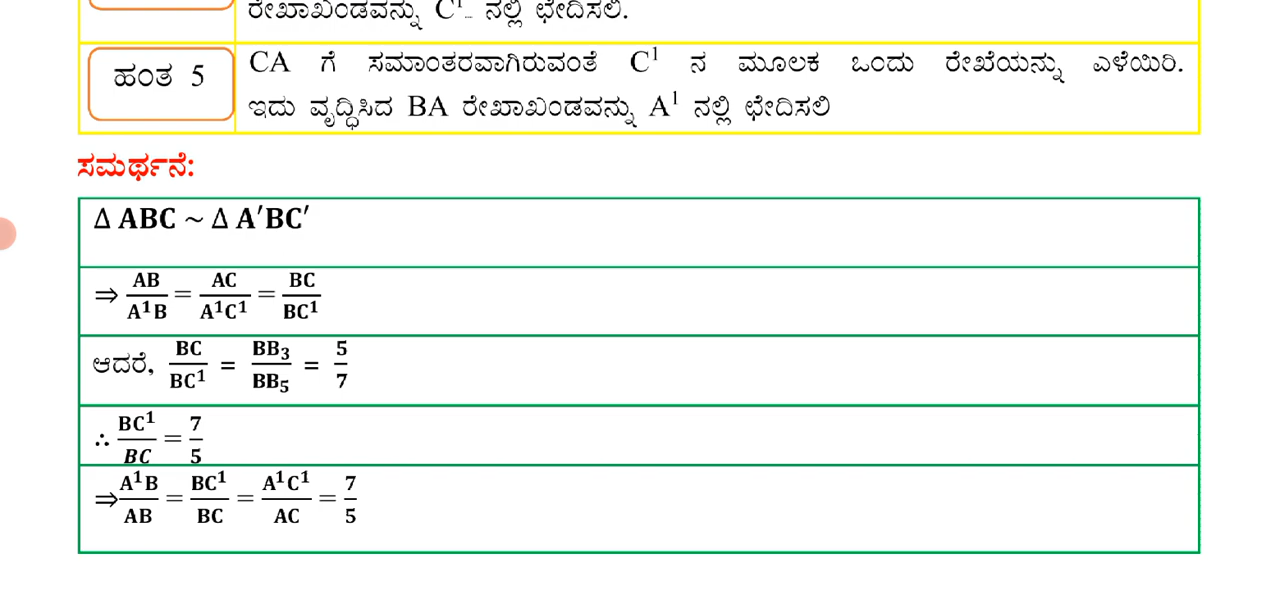 ರೇಖಾಖಂಡವನ್ನು C¹ ನಲ್ಲಿ ಛೇದಿಸಲಿ.
ಹಂತ 5
CA ಗೆ ಸಮಾಂತರವಾಗಿರುವಂತೆ C¹ ನ ಮೂಲಕ ಒಂದು ರೇಖೆಯನ್ನು ಎಳೆಯಿರಿ.
ಇದು ವೃದ್ಧಿಸಿದ BA ರೇಖಾಖಂಡವನ್ನು A¹ ನಲ್ಲಿ ಛೇದಿಸಲಿ
ಸಮರ್ಥನೆ:
Δ ABC ~ Δ A′BC′
⇒ AB/A¹B = AC/A¹C¹ = BC/BC¹
ಆದರೆ, BC/BC¹ = BB₃/BB₅ = 5/7
∴ BC¹/BC = 7/5
⇒ A¹B/AB = BC¹/BC = A¹C¹/AC = 7/5